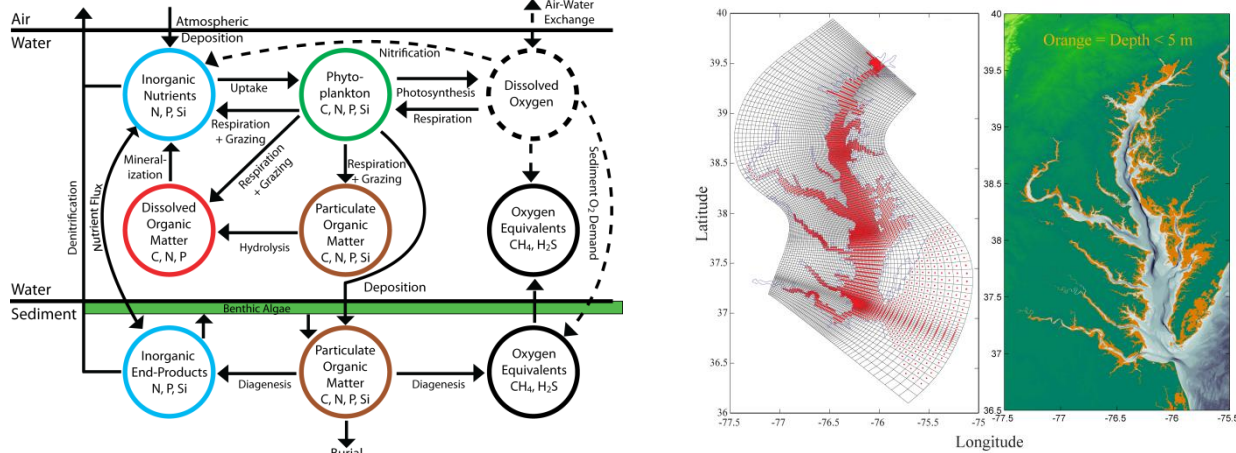 Air
Water
Atmospheric
Deposition
Air-Water
Exchange
Nitrification
Inorganic
Nutrients
N, P, Si
Uptake
Phyto-
plankton
C, N, P, Si
Photosynthesis
Respiration
Dissolved
Oxygen
Respiration
+ Grazing
Mineral-
ization
Respiration
+ Grazing
Respiration
+ Grazing
Sediment O₂ Demand
Denitrification
Nutrient Flux
Dissolved
Organic
Matter
C, N, P
Hydrolysis
Particulate
Organic
Matter
C, N, P, Si
Oxygen
Equivalents
CH₄, H₂S
Deposition
Water
Sediment
Benthic Algae
Inorganic
End-Products
N, P, Si
Diagenesis
Particulate
Organic
Matter
C, N, P, Si
Diagenesis
Oxygen
Equivalents
CH₄, H₂S
Burial
Latitude
40
39.5
39
38.5
38
37.5
37
36.5
36
-77.5
-77
-76.5
-76
-75.5
-75
Orange = Depth < 5 m
40
39.5
39
38.5
38
37.5
37
36.5
-77
-76.5
-76
-75.5
Longitude